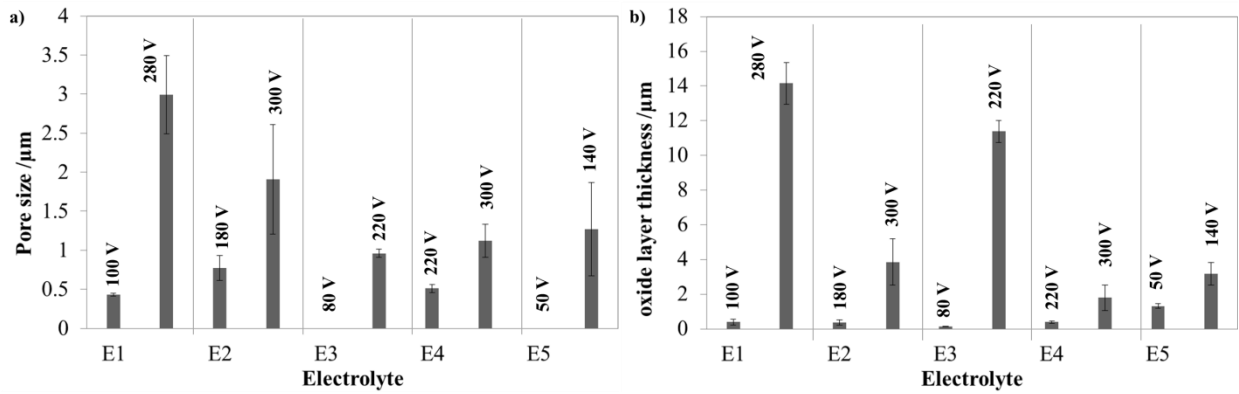 a)
Pore size /µm
4
3.5
3
2.5
2
1.5
1
0.5
0
100 V
280 V
180 V
300 V
80 V
220 V
220 V
300 V
50 V
140 V
E1 E2 E3 E4 E5
Electrolyte
b)
oxide layer thickness /µm
18
16
14
12
10
8
6
4
2
0
100 V
280 V
180 V
300 V
80 V
220 V
220 V
300 V
50 V
140 V
E1 E2 E3 E4 E5
Electrolyte